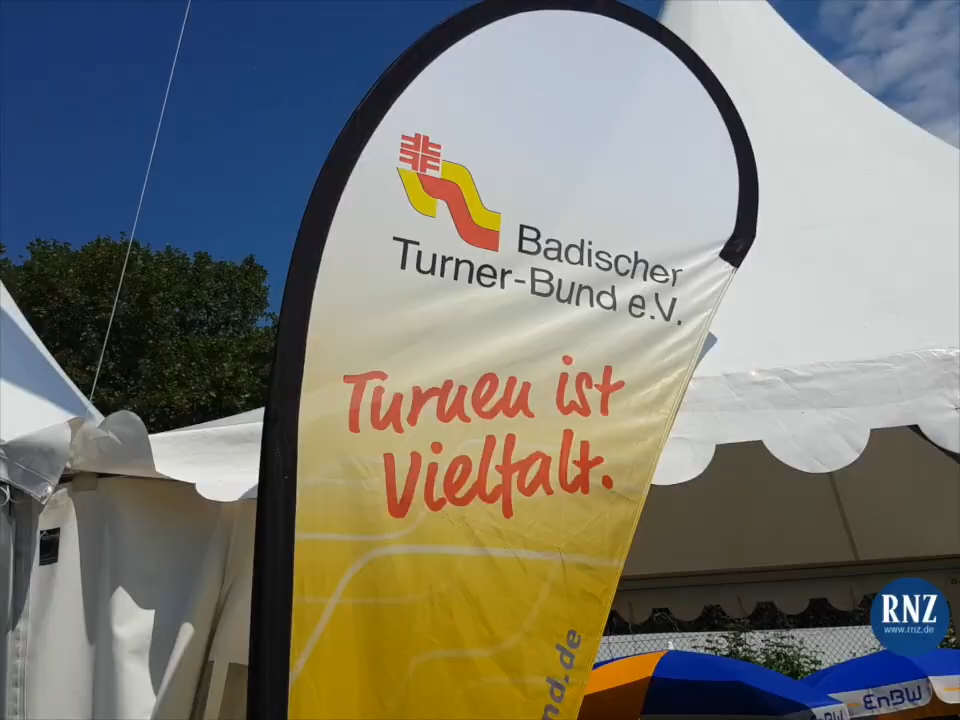 Badischer
Turner-Bund e.V.
Turnen ist
Vielfalt.
nd.de
RNZ
www.rnz.de
EnBW